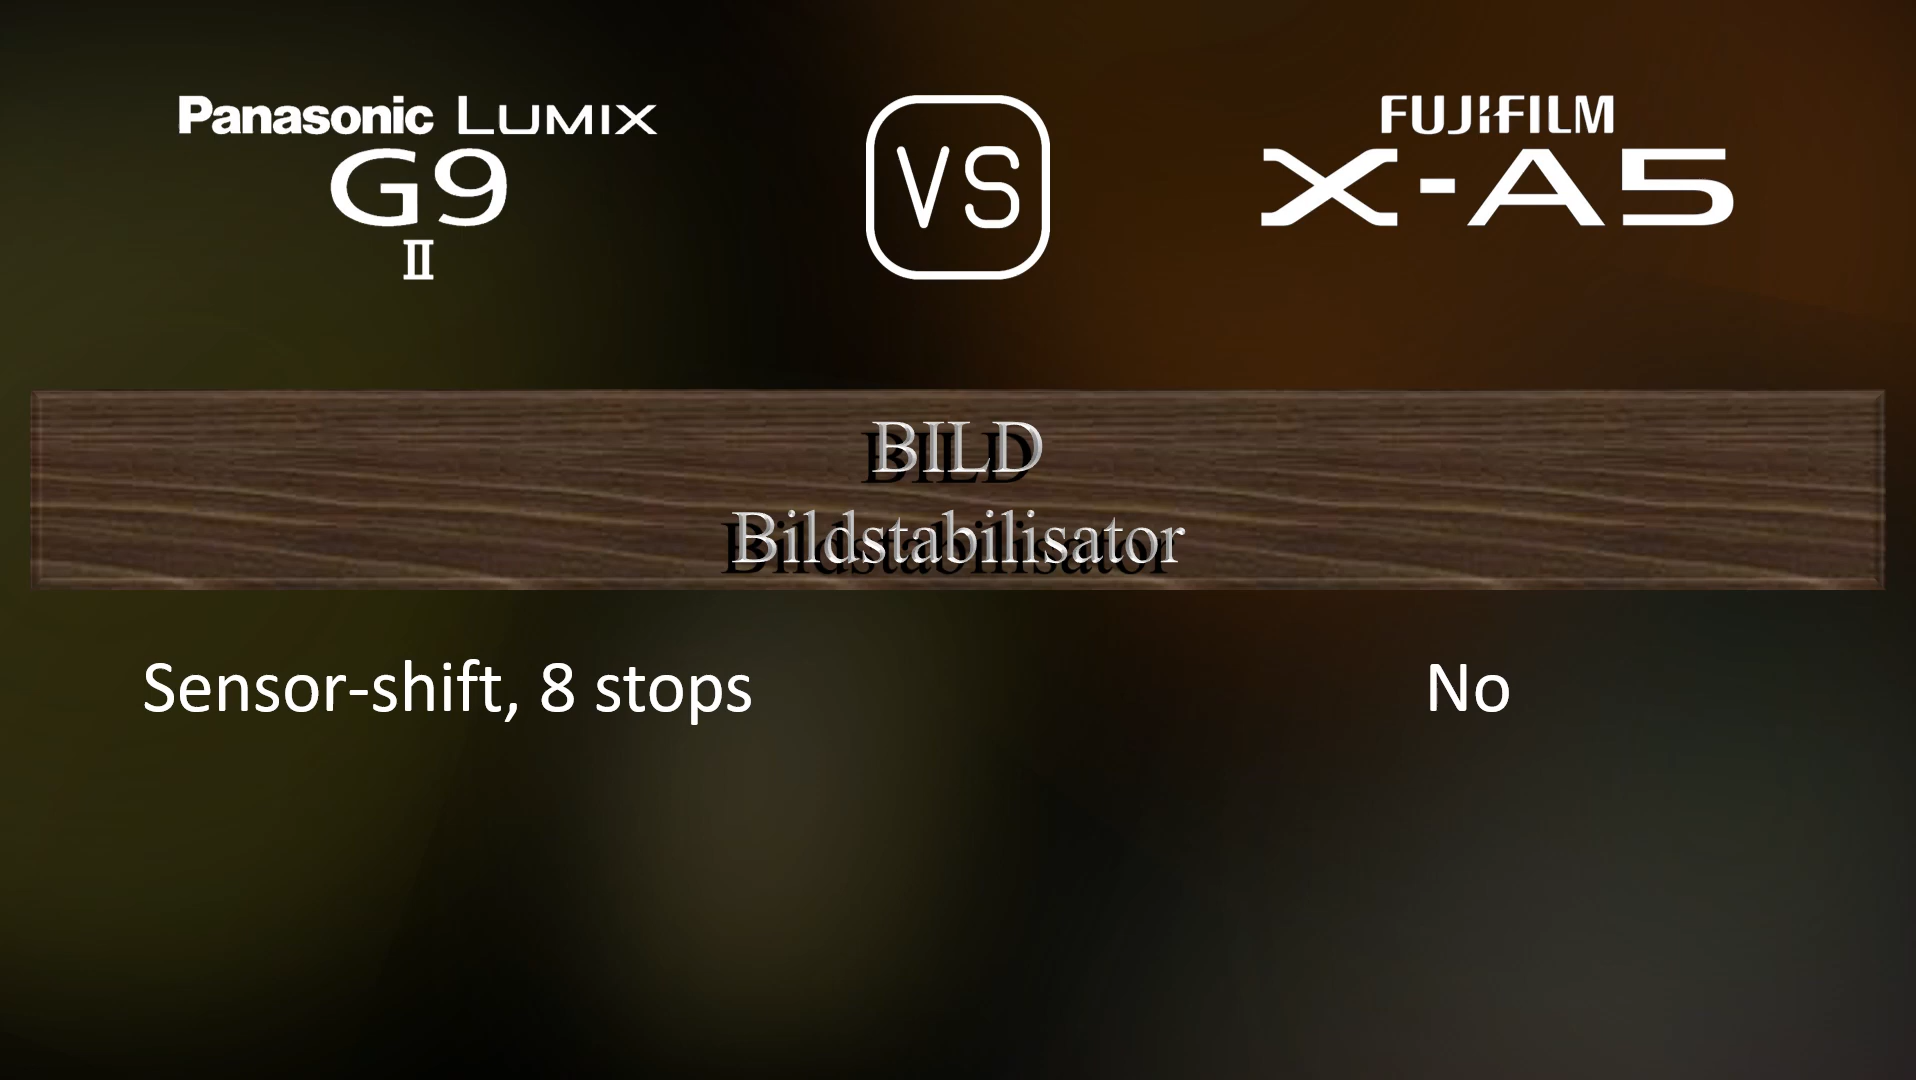 Panasonic LUMIX
G9
II
VS
FUJIFILM
X-A5
BILD
Bildstabilisator
Sensor-shift, 8 stops
No